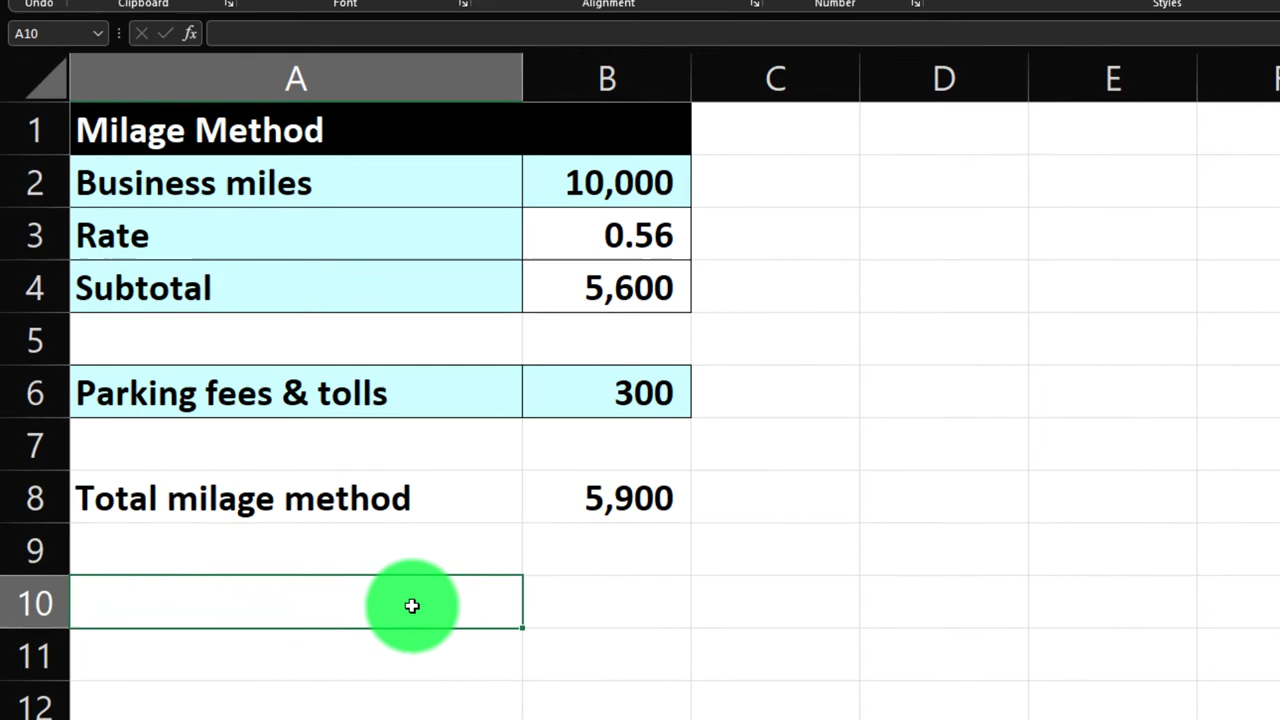 Undo Clipboard Font Alignment Number Styles
A10 fx
A B C D E
1 Milage Method
2 Business miles 10,000
3 Rate 0.56
4 Subtotal 5,600
5
6 Parking fees & tolls 300
7
8 Total milage method 5,900
9
10
11
12